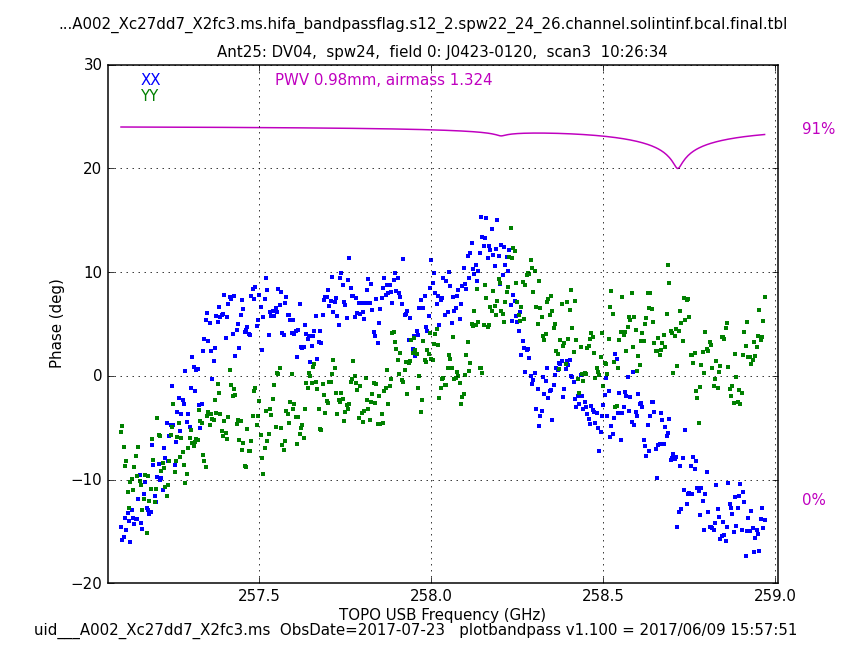 ...A002_Xc27dd7_X2fc3.ms.hifa_bandpassflag.s12_2.spw22_24_26.channel.solintinf.bcal.final.tbl
Ant25: DV04,  spw24,  field 0: J0423-0120,  scan3  10:26:34
30
XX
PWV 0.98mm, airmass 1.324
YY
91%
20
10
Phase (deg)
0
−10
0%
−20
257.5
258.0
258.5
259.0
TOPO USB Frequency (GHz)
uid___A002_Xc27dd7_X2fc3.ms  ObsDate=2017-07-23   plotbandpass v1.100 = 2017/06/09 15:57:51